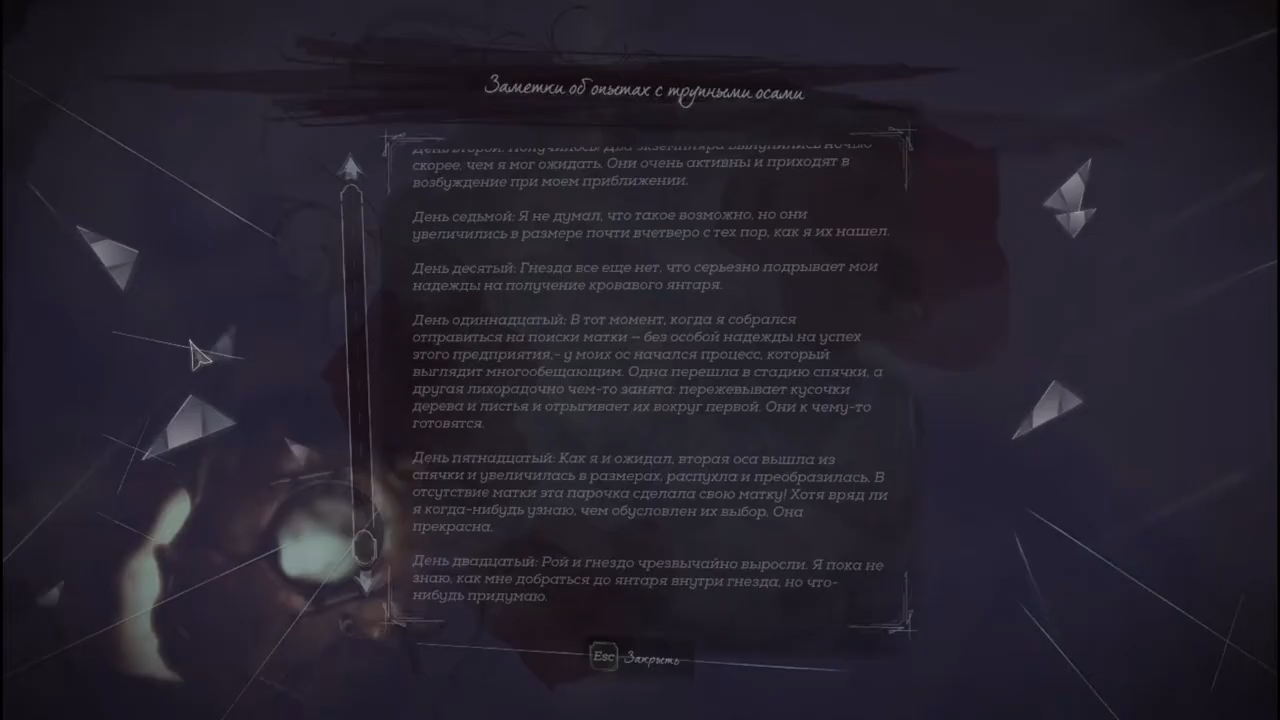 Заметки об опытах с трупными осами
День второй: Получилось! Два экземпляра вылупились ночью
скорее, чем я мог ожидать. Они очень активны и приходят в
возбуждение при моем приближении.
День седьмой: Я не думал, что такое возможно, но они
увеличились в размере почти вчетверо с тех пор, как я их нашел.
День десятый: Гнезда все еще нет, что серьезно подрывает мои
надежды на получение кровавого янтаря.
День одиннадцатый: В тот момент, когда я собрался
отправиться на поиски матки – без особой надежды на успех
этого предприятия,- у моих ос начался процесс, который
выглядит многообещающим. Одна перешла в стадию спячки, а
другая лихорадочно чем-то занята: пережевывает кусочки
дерева и листья и отрыгивает их вокруг первой. Они к чему-то
готовятся.
День пятнадцатый: Как я и ожидал, вторая оса вышла из
спячки и увеличилась в размерах, распухла и преобразилась. В
отсутствие матки эта парочка сделала свою матку! Хотя вряд ли
я когда-нибудь узнаю, чем обусловлен их выбор. Она
прекрасна.
День двадцатый: Рой и гнездо чрезвычайно выросли. Я пока не
знаю, как мне добраться до янтаря внутри гнезда, но что-
нибудь придумаю.
Esc Закрыть